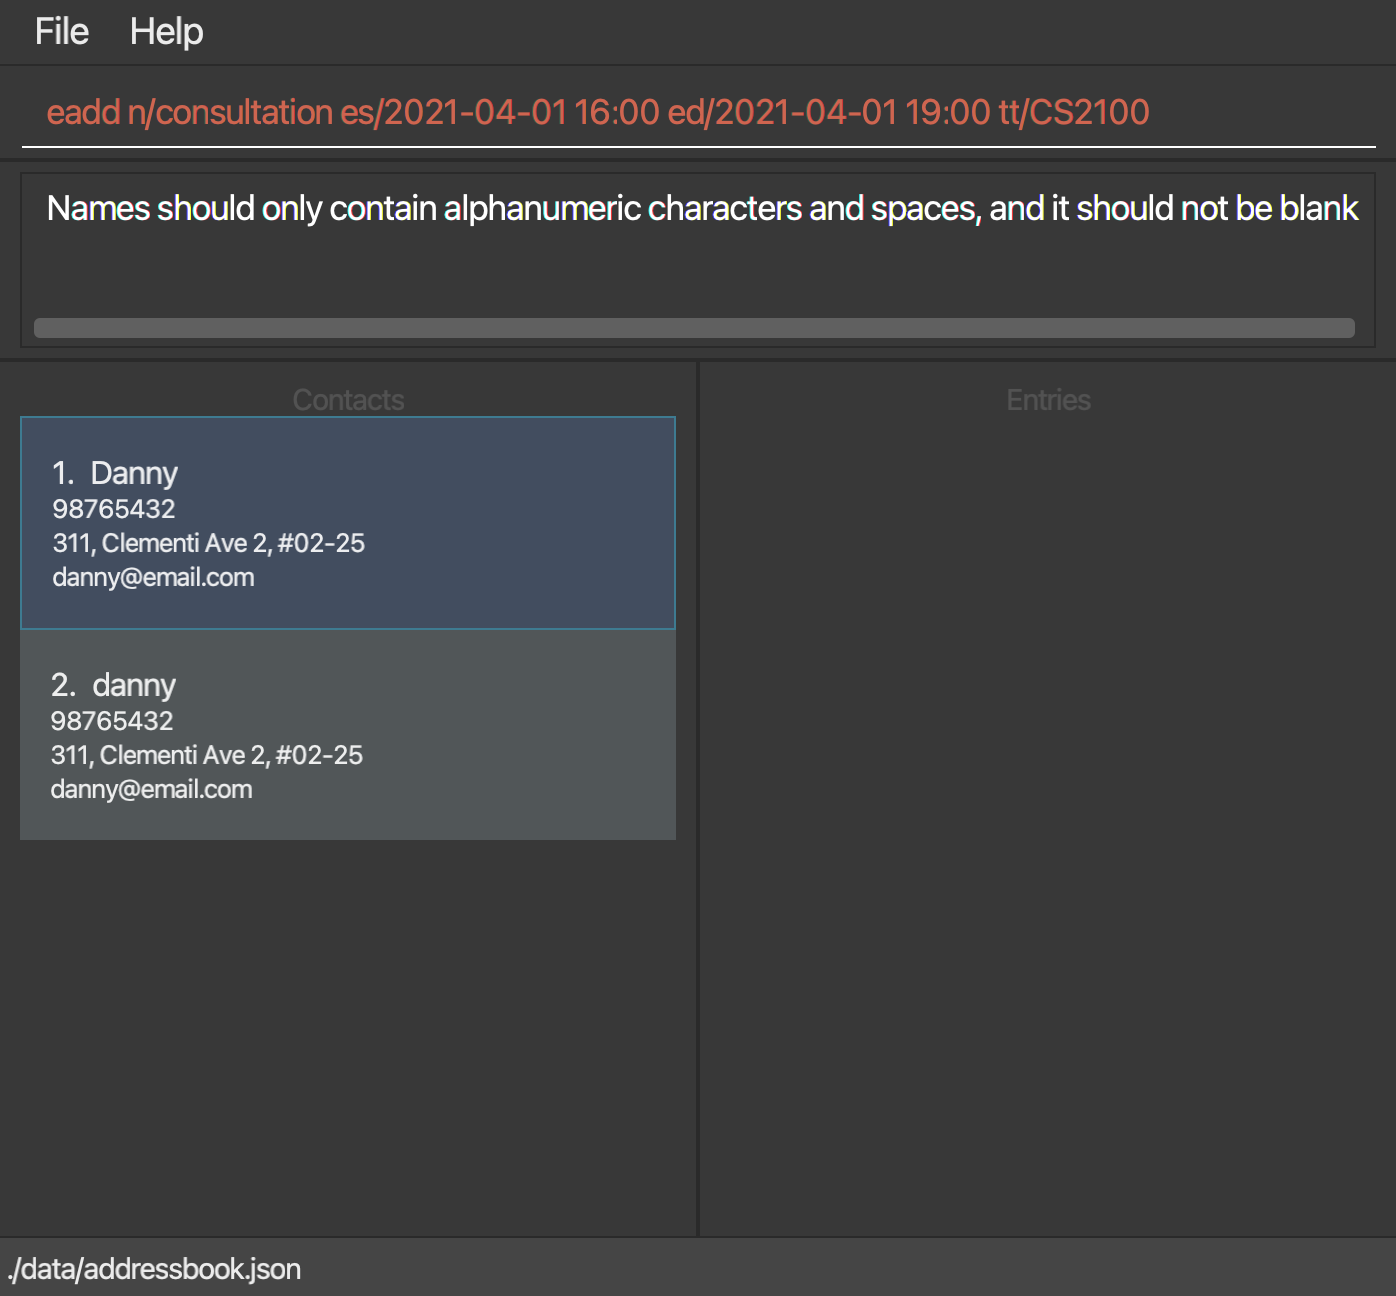 File Help
eadd n/consultation es/2021-04-01 16:00 ed/2021-04-01 19:00 tt/CS2100
Names should only contain alphanumeric characters and spaces, and it should not be blank
Contacts
1. Danny
98765432
311, Clementi Ave 2, #02-25
danny@email.com
2. danny
98765432
311, Clementi Ave 2, #02-25
danny@email.com
Entries
./data/addressbook.json